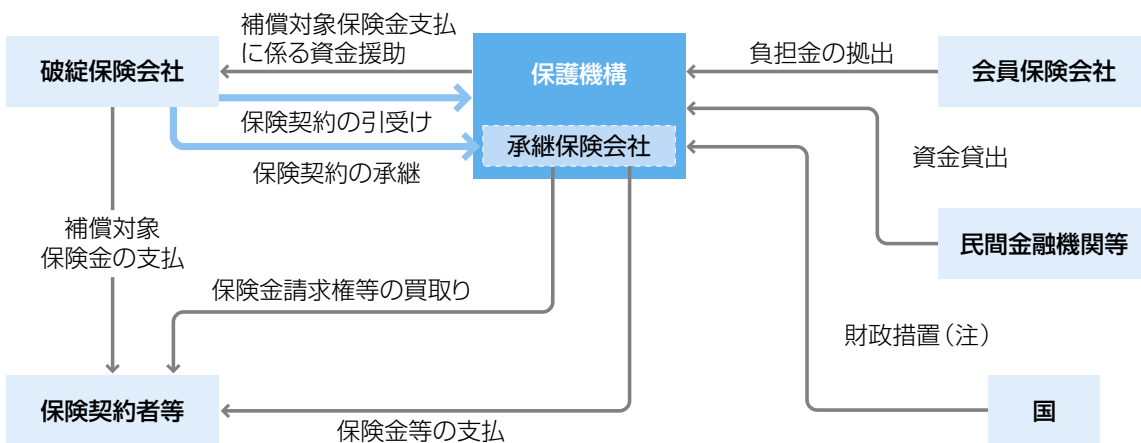 補償対象保険金支払
に係る資金援助
破綻保険会社
保護機構
負担金の拠出
会員保険会社
保険契約の引受け
承継保険会社
保険契約の承継
資金貸出
補償対象
保険金の支払
民間金融機関等
保険金請求権等の買取り
財政措置(注)
保険契約者等
保険金等の支払
国